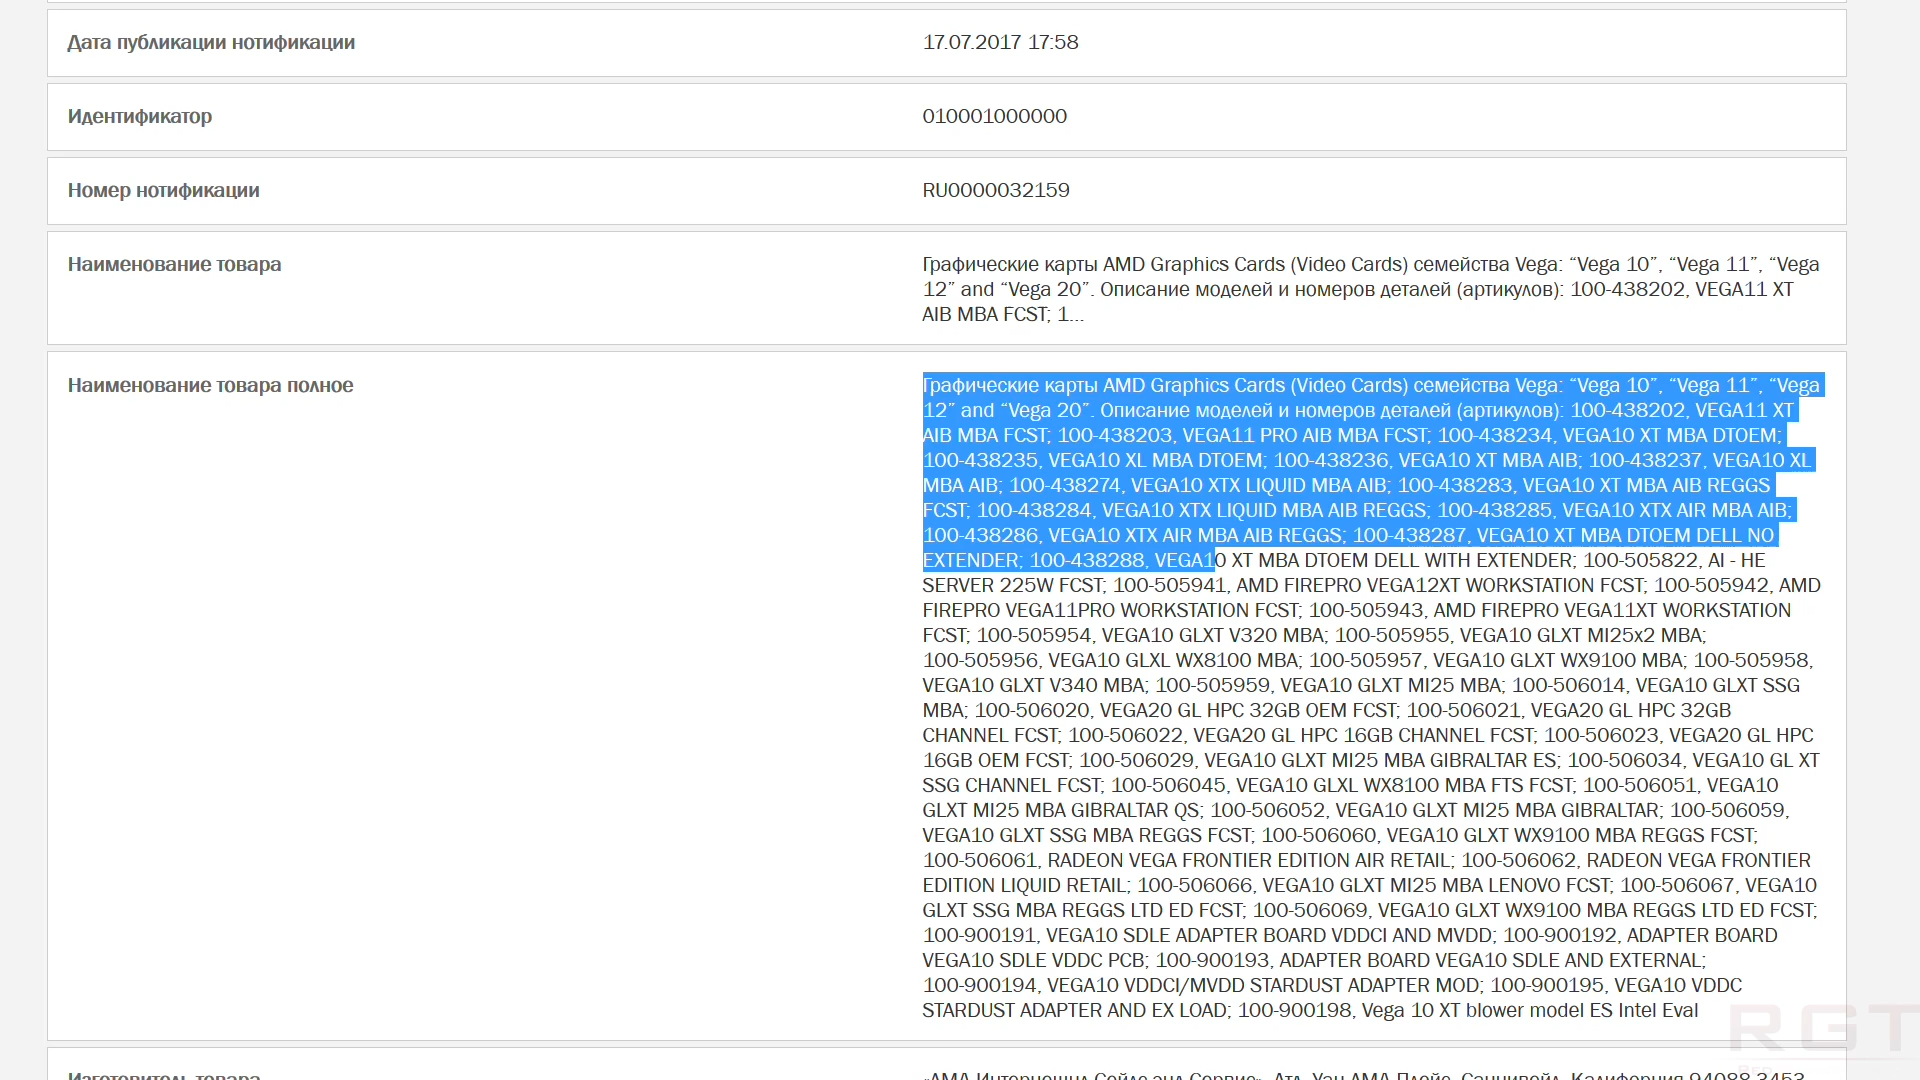 Дата публикации нотификации
17.07.2017 17:58
Идентификатор
010001000000
Номер нотификации
RU0000032159
Наименование товара
Графические карты AMD Graphics Cards (Video Cards) семейства Vega: “Vega 10”, “Vega 11”, “Vega
12” and “Vega 20”. Описание моделей и номеров деталей (артикулов): 100-438202, VEGA11 XT
AIB MBA FCST; 1...
Наименование товара полное
Графические карты AMD Graphics Cards (Video Cards) семейства Vega: “Vega 10”, “Vega 11”, “Vega
12” and “Vega 20”. Описание моделей и номеров деталей (артикулов): 100-438202, VEGA11 XT
AIB MBA FCST; 100-438203, VEGA11 PRO AIB MBA FCST; 100-438234, VEGA10 XT MBA DTOEM;
100-438235, VEGA10 XL MBA DTOEM; 100-438236, VEGA10 XT MBA AIB; 100-438237, VEGA10 XL
MBA AIB; 100-438274, VEGA10 XTX LIQUID MBA AIB; 100-438283, VEGA10 XT MBA AIB REGGS
FCST; 100-438284, VEGA10 XTX LIQUID MBA AIB REGGS; 100-438285, VEGA10 XTX AIR MBA AIB;
100-438286, VEGA10 XTX AIR MBA AIB REGGS; 100-438287, VEGA10 XT MBA DTOEM DELL NO
EXTENDER; 100-438288, VEGA10 XT MBA DTOEM DELL WITH EXTENDER; 100-505822, AI - HE
SERVER 225W FCST; 100-505941, AMD FIREPRO VEGA12XT WORKSTATION FCST; 100-505942, AMD
FIREPRO VEGA11PRO WORKSTATION FCST; 100-505943, AMD FIREPRO VEGA11XT WORKSTATION
FCST; 100-505954, VEGA10 GLXT V320 MBA; 100-505955, VEGA10 GLXT MI25x2 MBA;
100-505956, VEGA10 GLXL WX8100 MBA; 100-505957, VEGA10 GLXT WX9100 MBA; 100-505958,
VEGA10 GLXT V340 MBA; 100-505959, VEGA10 GLXT MI25 MBA; 100-506014, VEGA10 GLXT SSG
MBA; 100-506020, VEGA20 GL HPC 32GB OEM FCST; 100-506021, VEGA20 GL HPC 32GB
CHANNEL FCST; 100-506022, VEGA20 GL HPC 16GB CHANNEL FCST; 100-506023, VEGA20 GL HPC
16GB OEM FCST; 100-506029, VEGA10 GLXT MI25 MBA GIBRALTAR ES; 100-506034, VEGA10 GL XT
SSG CHANNEL FCST; 100-506045, VEGA10 GLXL WX8100 MBA FTS FCST; 100-506051, VEGA10
GLXT MI25 MBA GIBRALTAR QS; 100-506052, VEGA10 GLXT MI25 MBA GIBRALTAR; 100-506059,
VEGA10 GLXT SSG MBA REGGS FCST; 100-506060, VEGA10 GLXT WX9100 MBA REGGS FCST;
100-506061, RADEON VEGA FRONTIER EDITION AIR RETAIL; 100-506062, RADEON VEGA FRONTIER
EDITION LIQUID RETAIL; 100-506066, VEGA10 GLXT MI25 MBA LENOVO FCST; 100-506067, VEGA10
GLXT SSG MBA REGGS LTD ED FCST; 100-506069, VEGA10 GLXT WX9100 MBA REGGS LTD ED FCST;
100-900191, VEGA10 SDLE ADAPTER BOARD VDDCI AND MVDD; 100-900192, ADAPTER BOARD
VEGA10 SDLE VDDC PCB; 100-900193, ADAPTER BOARD VEGA10 SDLE AND EXTERNAL;
100-900194, VEGA10 VDDCI/MVDD STARDUST ADAPTER MOD; 100-900195, VEGA10 VDDC
STARDUST ADAPTER AND EX LOAD; 100-900198, Vega 10 XT blower model ES Intel Eval
RGT
Изготовитель товара
«АМД Интернешнл Сейлс энд Сервис», Лтд, Уан АМД Плейс, Саннивейл, Калифорния 94088 3453